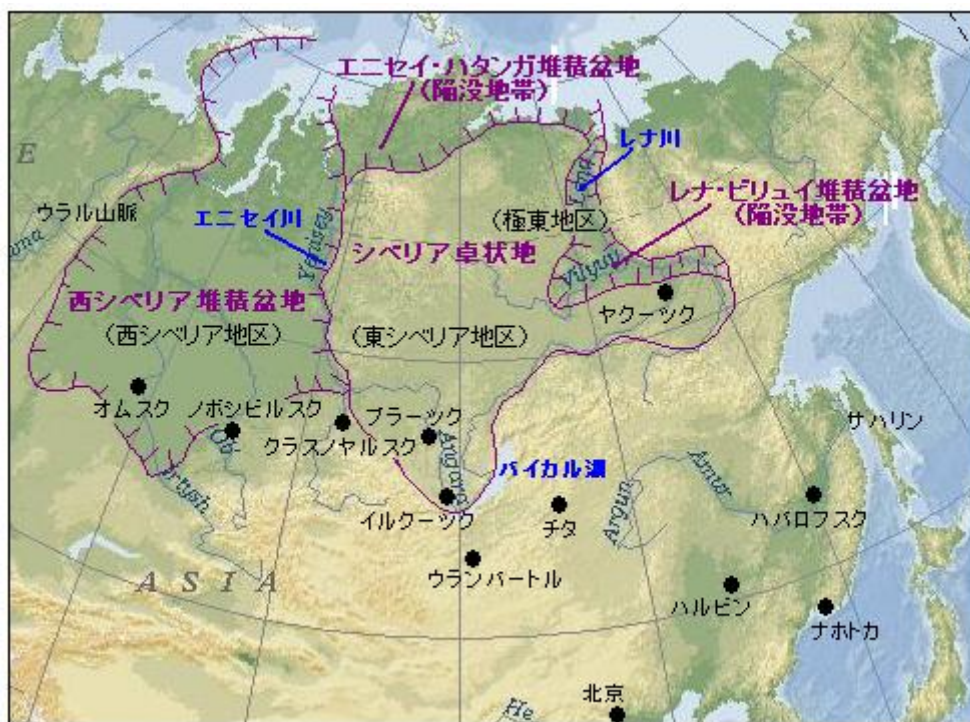 エニセイ・ハタンガ堆積盆地
(陥没地帯)
レナ川
E
レナ・ビリュイ堆積盆地
(陥没地帯)
ウラル山脈
エニセイ川
(極東地区)
Lena
シベリア卓状地
Yenisey
Vilyuy
西シベリア堆積盆地
ヤクーツク
(西シベリア地区)
(東シベリア地区)
オムスク
ノボシビルスク
ブラーツク
サハリン
クラスノヤルスク
Ob
Angara
バイカル湖
Irtysh
Amur
Argun
イルクーツク
チタ
ハバロフスク
ウランバートル
ASIA
ハルビン
ナホトカ
北京
He